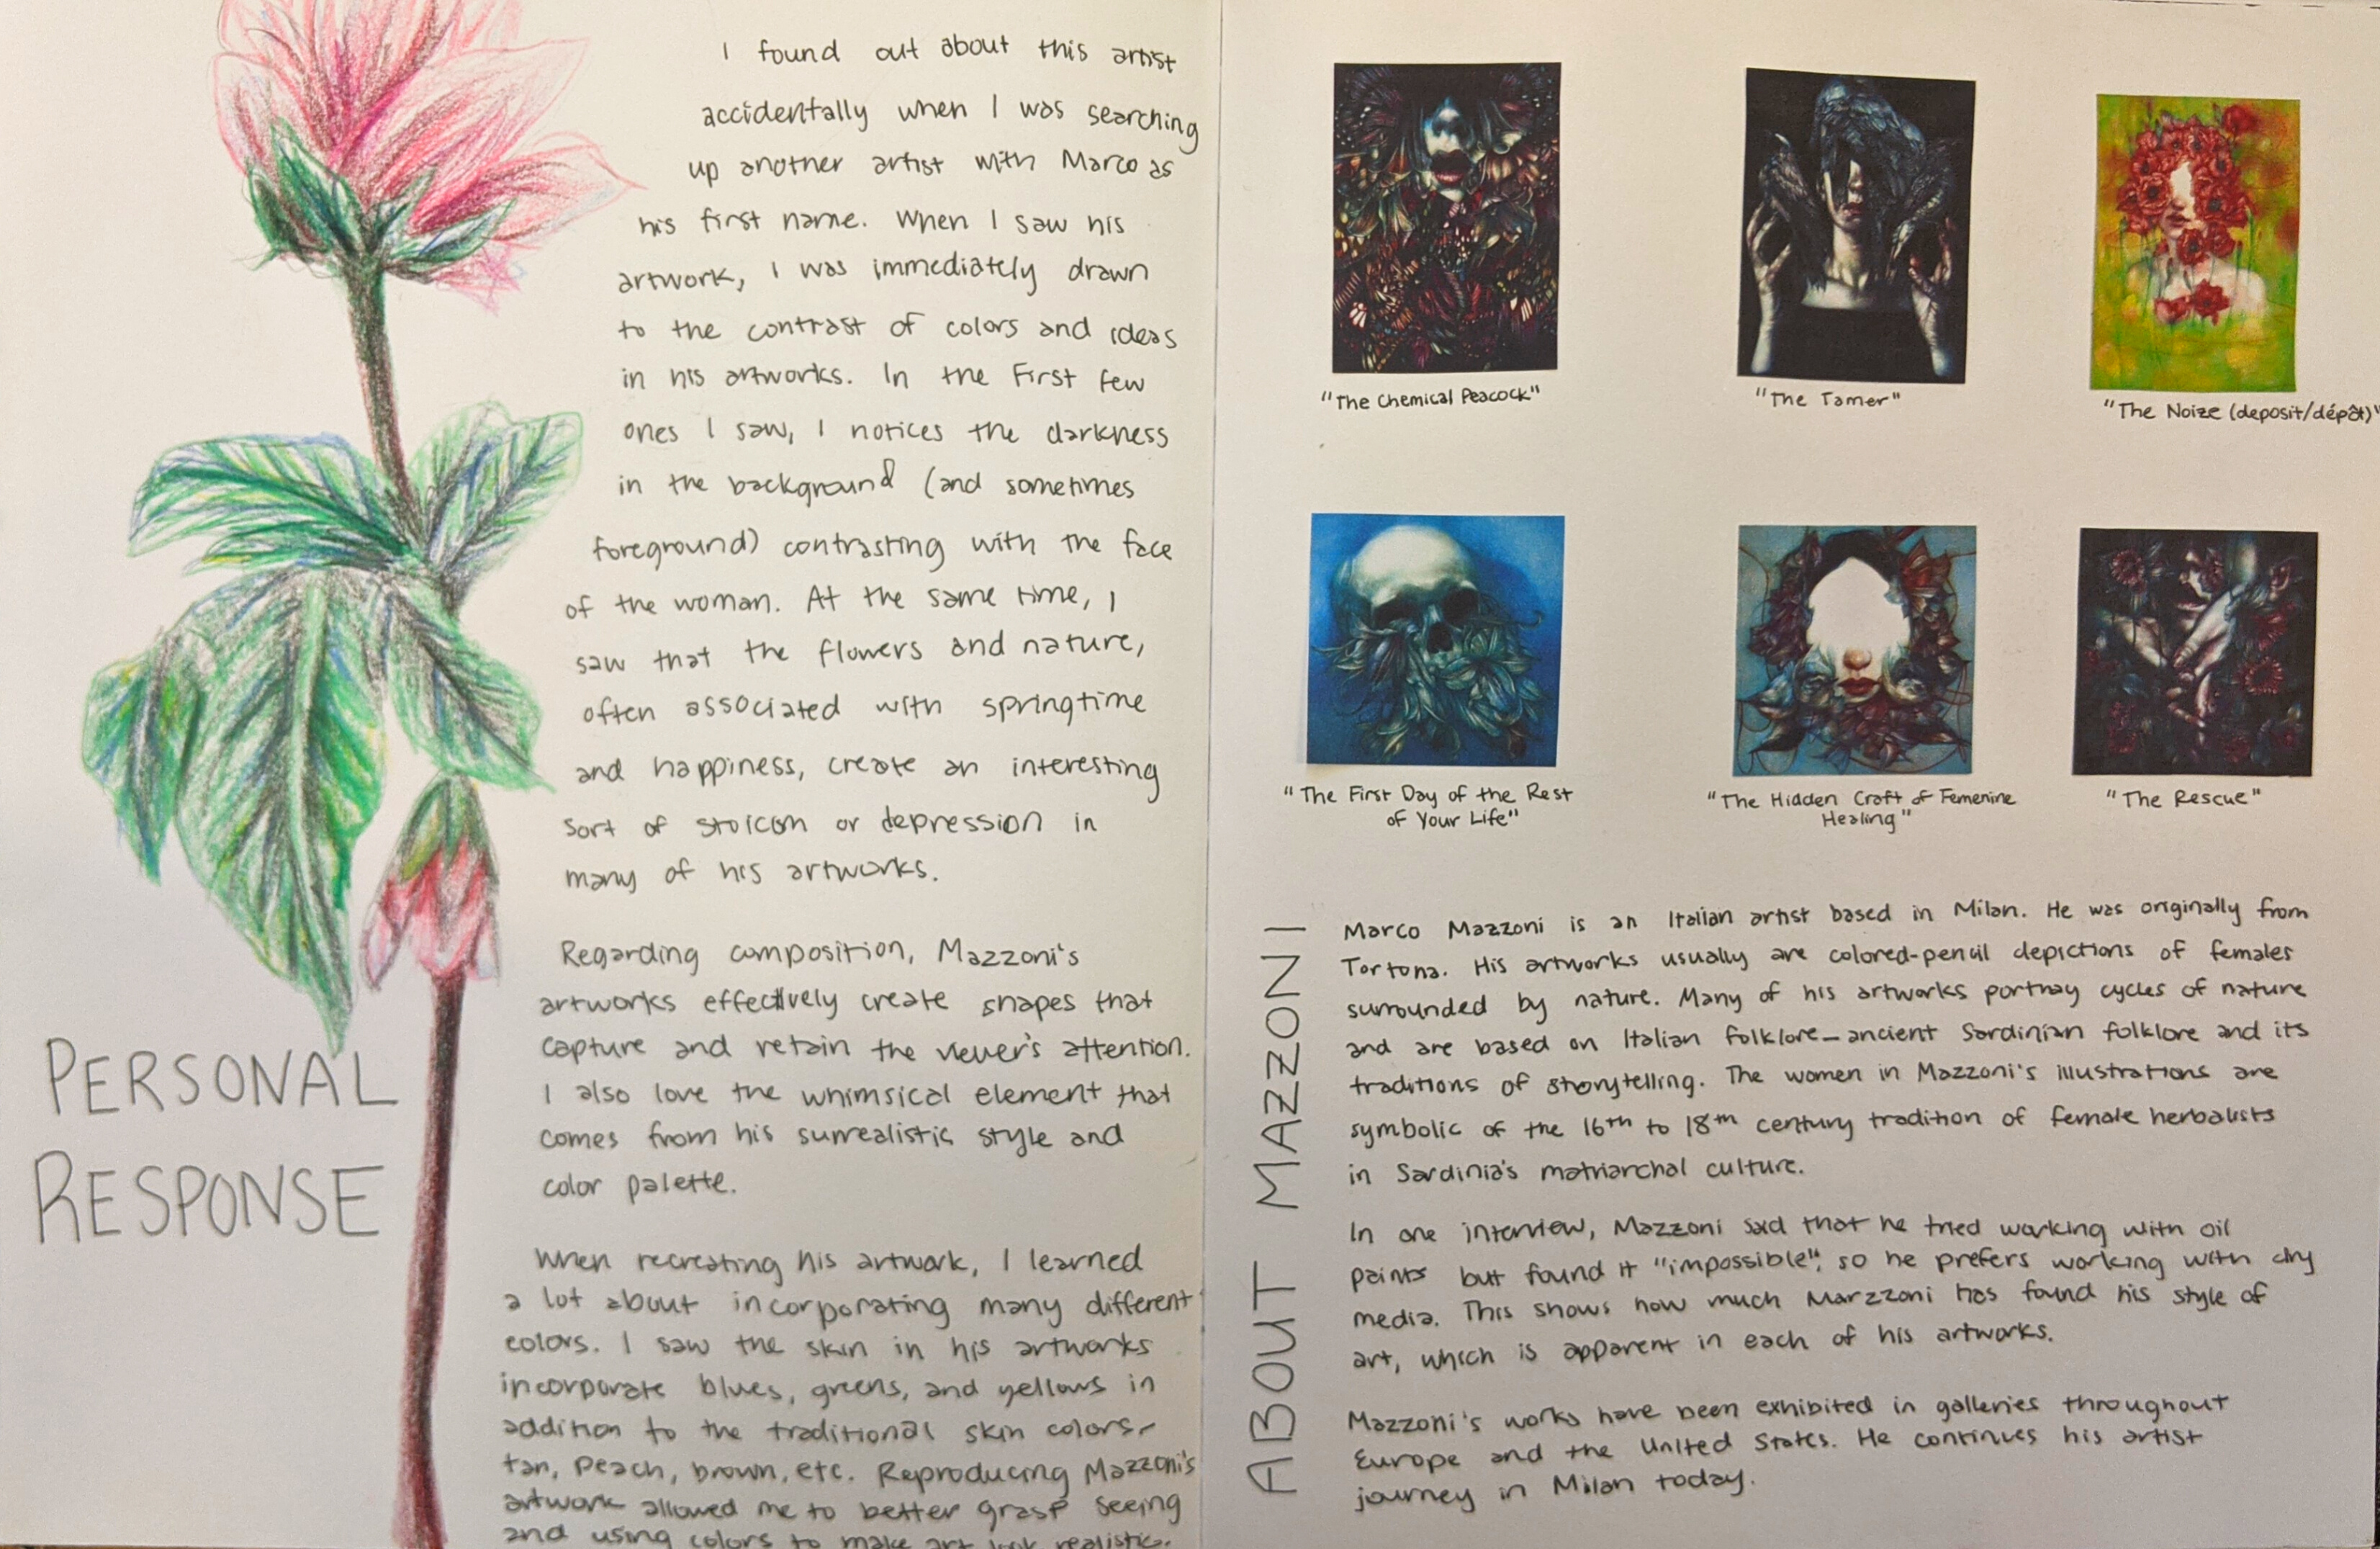 I found out about this artist
accidentally when I was searching
up another artist with Marco as
his first name. When I saw his
artwork, I was immediately drawn
to the contrast of colors and ideas
in his artworks. In the First few
ones I saw, I notices the darkness
in the background (and sometimes
foreground) contrasting with the face
of the woman. At the same time, I
saw that the flowers and nature,
often associated with springtime
and happiness, create an interesting
sort of stoicism or depression in
many of his artworks.
Regarding composition, Mazzoni's
artworks effectively create shapes that
capture and retain the viewer's attention.
I also love the whimsical element that
comes from his surrealistic style and
color palette.
When recreating his artwork, I learned
a lot about incorporating many different
colors. I saw the skin in his artworks
incorporate blues, greens, and yellows in
addition to the traditional skin colors-
tan, peach, brown, etc. Reproducing Mazzoni's
artwork allowed me to better grasp seeing
and using colors to make art look realistic.
PERSONAL
RESPONSE
"The Chemical Peacock"
"The Tamer"
"The Noize (deposit/dépôt)"
"The First Day of the Rest
of Your Life"
"The Hidden Craft of Femenine
Healing"
"The Rescue"
ABOUT MAZZONI
Marco Mazzoni is an Italian artist based in Milan. He was originally from
Tortona. His artworks usually are colored-pencil depictions of females
surrounded by nature. Many of his artworks portray cycles of nature
and are based on Italian folklore—ancient Sardinian folklore and its
traditions of storytelling. The women in Mazzoni's illustrations are
symbolic of the 16th to 18th century tradition of female herbalists
in Sardinia's matriarchal culture.
In one interview, Mazzoni said that he tried working with oil
paints but found it "impossible", so he prefers working with dry
media. This shows how much Marzzoni has found his style of
art, which is apparent in each of his artworks.
Mazzoni's works have been exhibited in galleries throughout
Europe and the United States. He continues his artist
journey in Milan today.